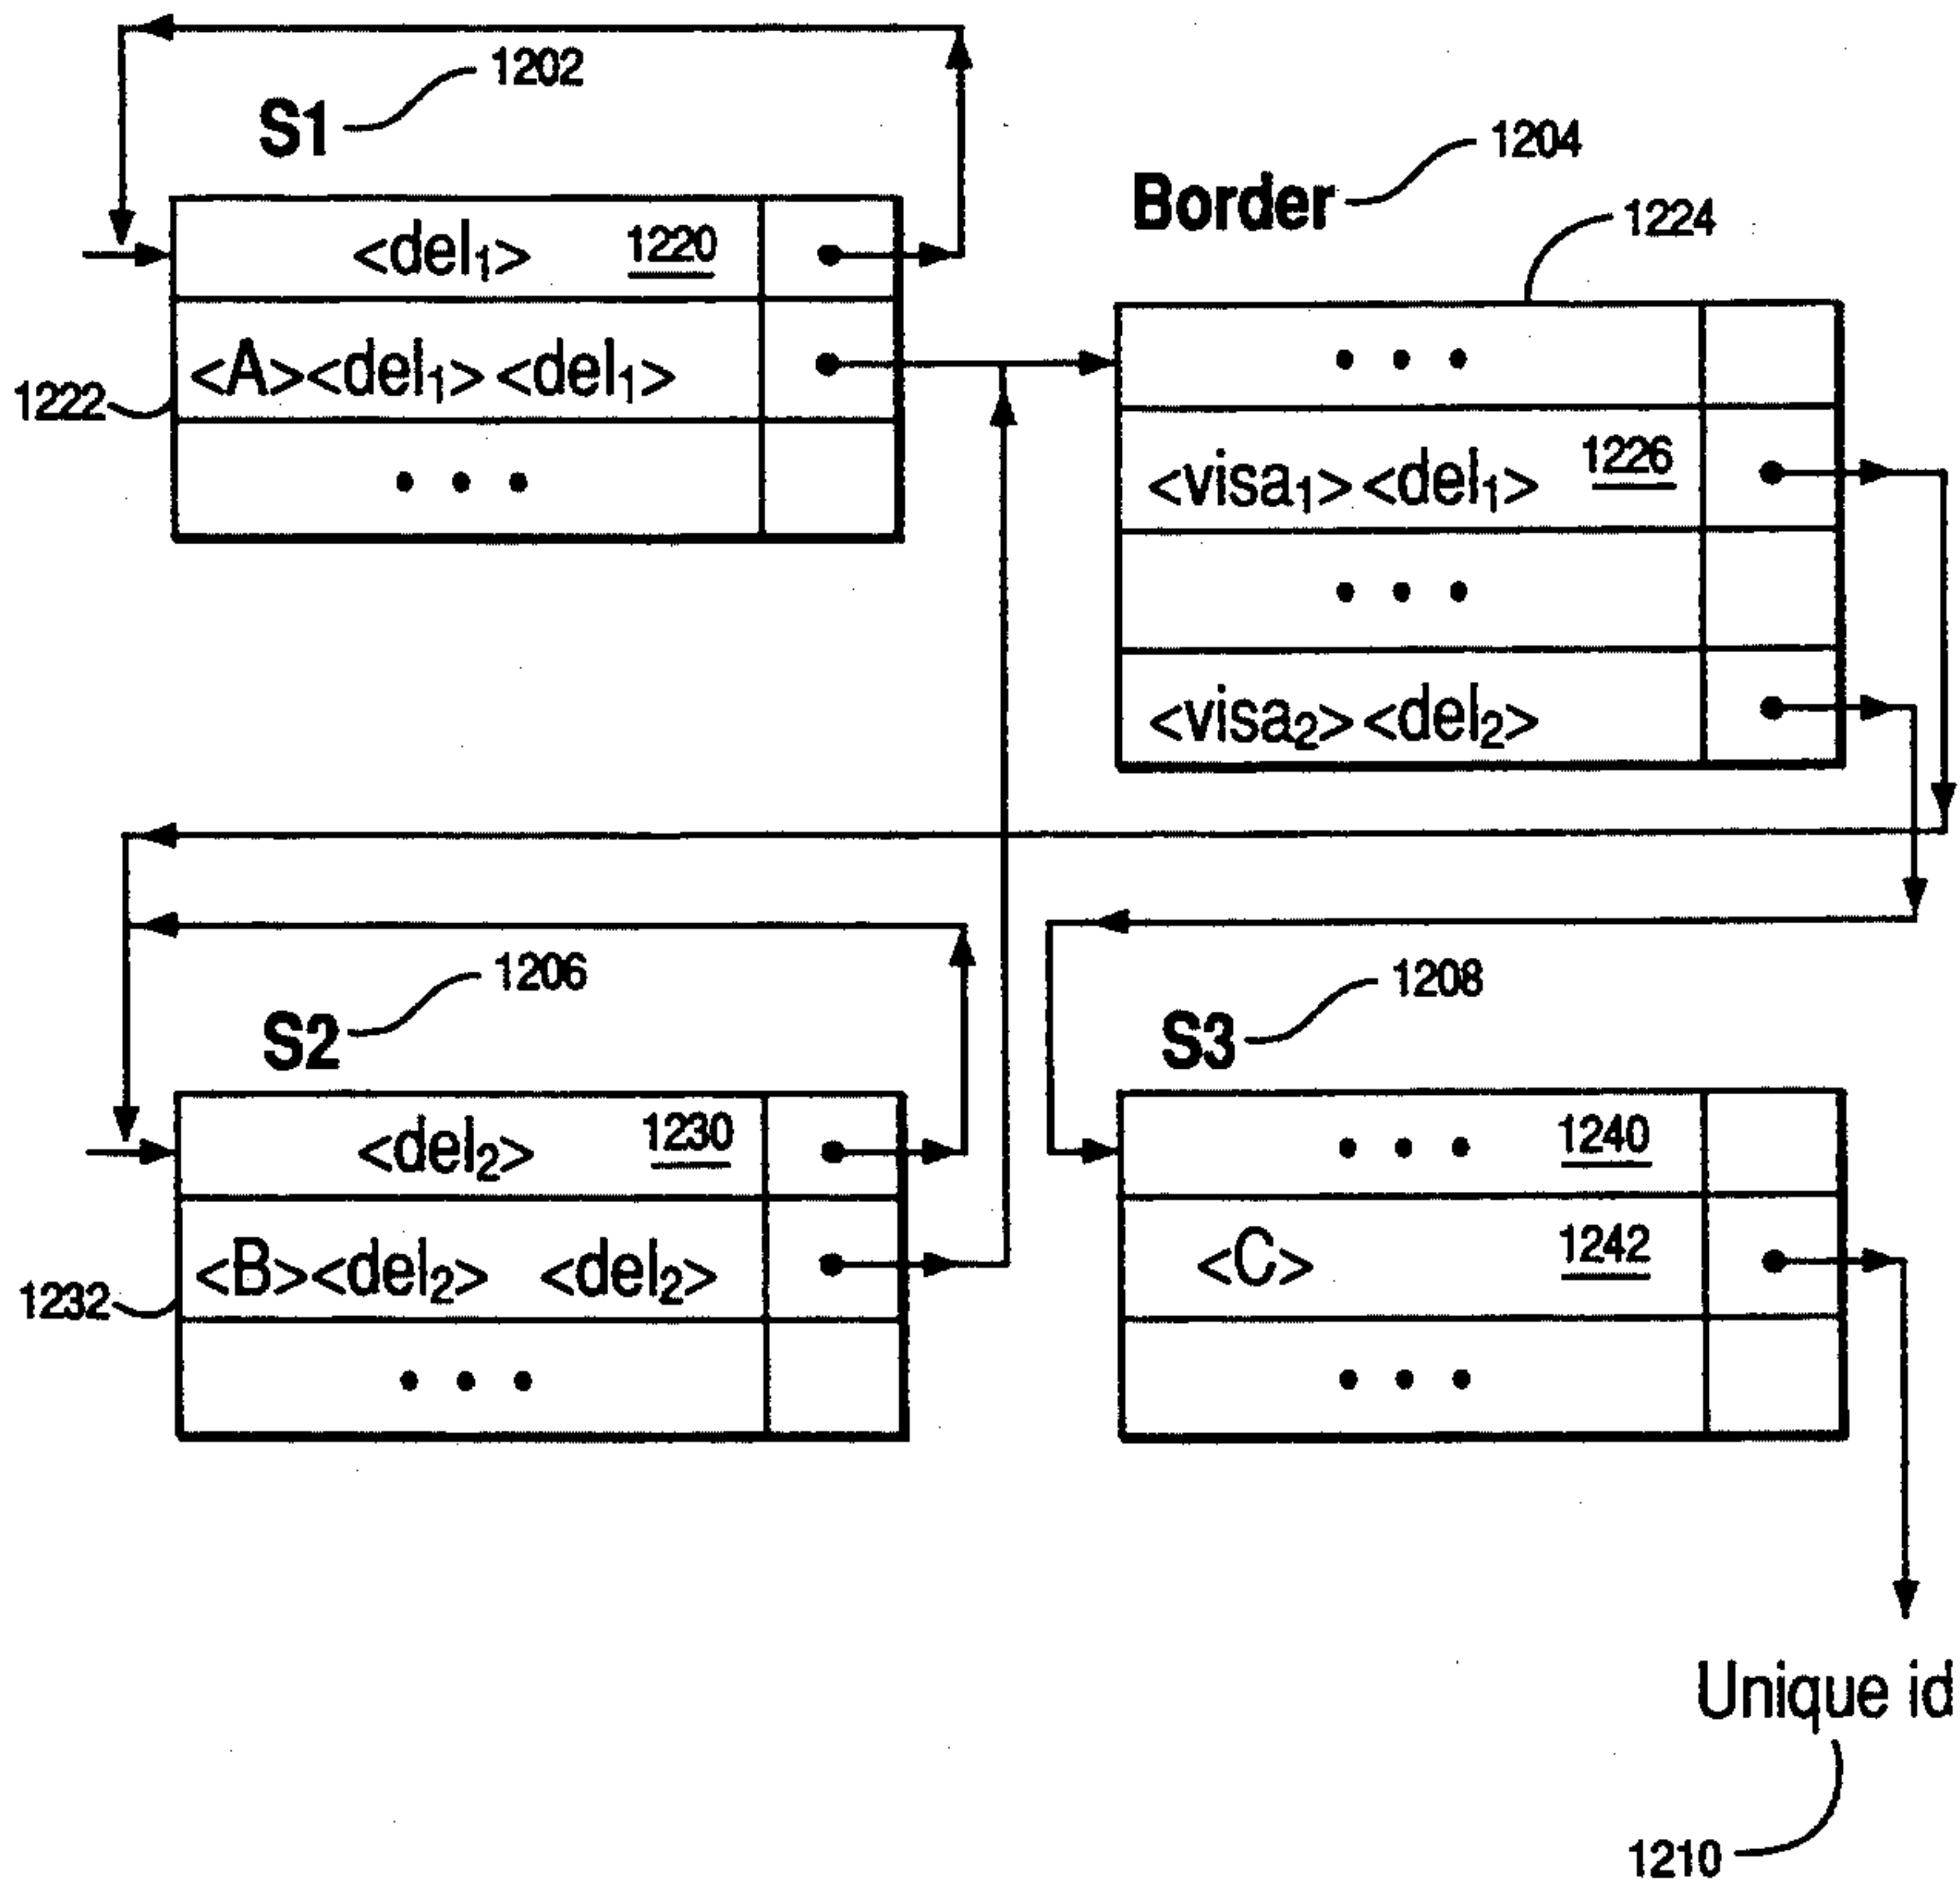 1202
S1
<del₁> 1220
1222 <A><del₁><del₁>
• • •
1204
Border
1224
• • •
<visa₁><del₁> 1226
• • •
<visa₂><del₂>
1206
S2
<del₂> 1230
1232 <B><del₂> <del₂>
• • •
1208
S3
• • • 1240
<C> 1242
• • •
Unique id
1210